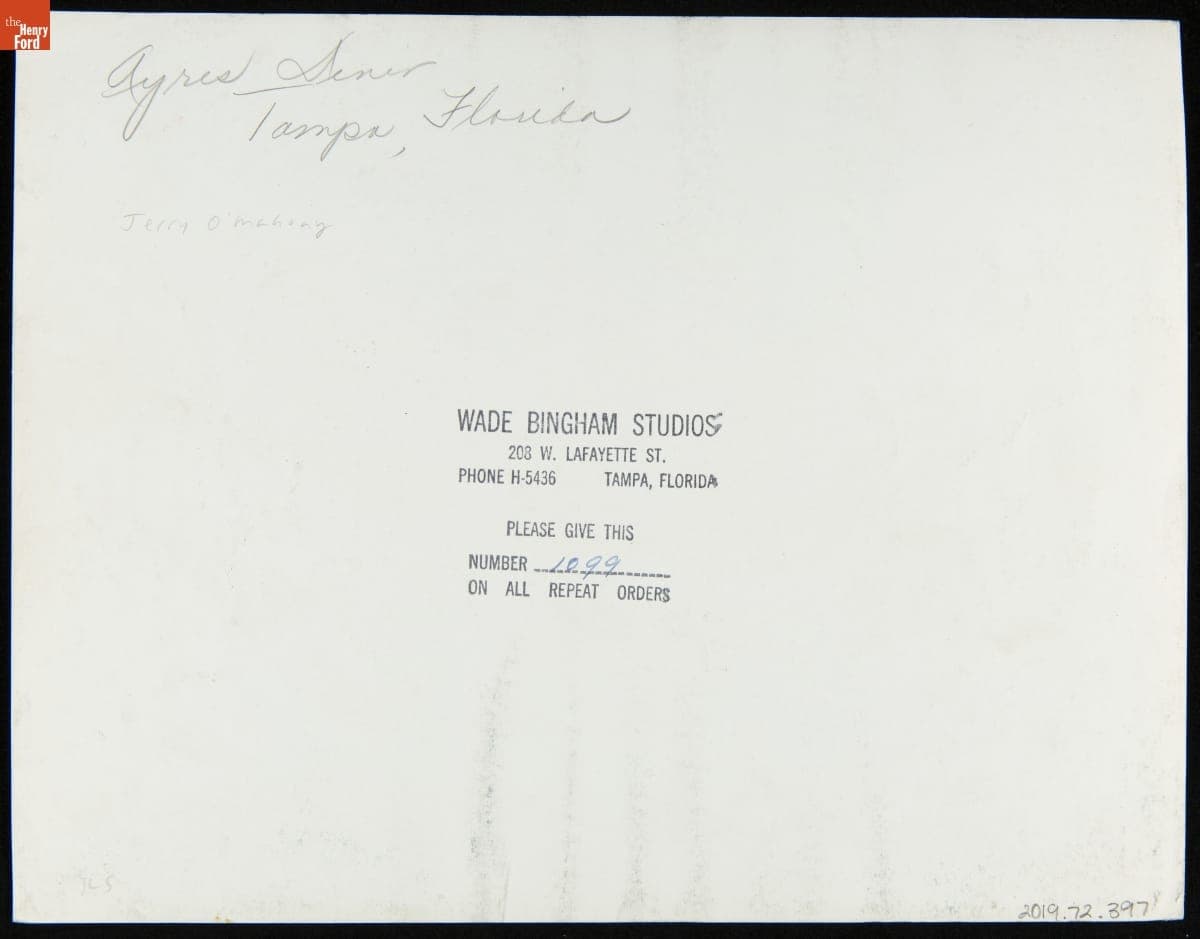 the
Henry
Ford
Ayres Diner
Tampa, Florida
Jerry O'Mahony
WADE BINGHAM STUDIOS
208 W. LAFAYETTE ST.
PHONE H-5436 TAMPA, FLORIDA
PLEASE GIVE THIS
NUMBER 1099
ON ALL REPEAT ORDERS
2019.72.397